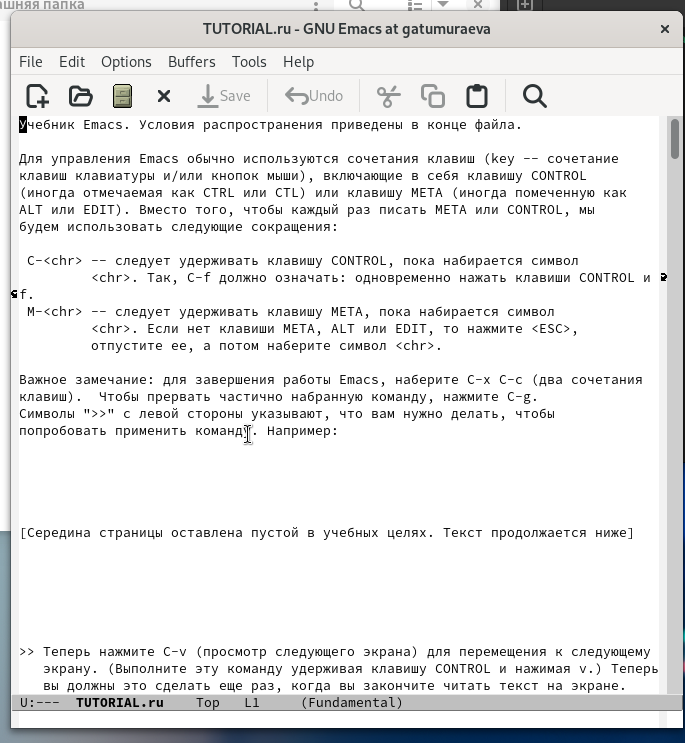 ашняя папка
TUTORIAL.ru - GNU Emacs at gatumuraeva
File Edit Options Buffers Tools Help
Save Undo
Учебник Emacs. Условия распространения приведены в конце файла.
Для управления Emacs обычно используются сочетания клавиш (key -- сочетание
клавиш клавиатуры и/или кнопок мыши), включающие в себя клавишу CONTROL
(иногда отмечаемая как CTRL или CTL) или клавишу META (иногда помеченную как
ALT или EDIT). Вместо того, чтобы каждый раз писать META или CONTROL, мы
будем использовать следующие сокращения:
C-<chr> -- следует удерживать клавишу CONTROL, пока набирается символ
<chr>. Так, C-f должно означать: одновременно нажать клавиши CONTROL и
f.
M-<chr> -- следует удерживать клавишу META, пока набирается символ
<chr>. Если нет клавиши META, ALT или EDIT, то нажмите <ESC>,
отпустите ее, а потом наберите символ <chr>.
Важное замечание: для завершения работы Emacs, наберите C-x C-c (два сочетания
клавиш).  Чтобы прервать частично набранную команду, нажмите C-g.
Символы ">>" с левой стороны указывают, что вам нужно делать, чтобы
попробовать применить команду. Например:
[Середина страницы оставлена пустой в учебных целях. Текст продолжается ниже]
>> Теперь нажмите C-v (просмотр следующего экрана) для перемещения к следующему
экрану. (Выполните эту команду удерживая клавишу CONTROL и нажимая v.) Теперь
вы должны это сделать еще раз, когда вы закончите читать текст на экране.
U:--- TUTORIAL.ru Top L1 (Fundamental)